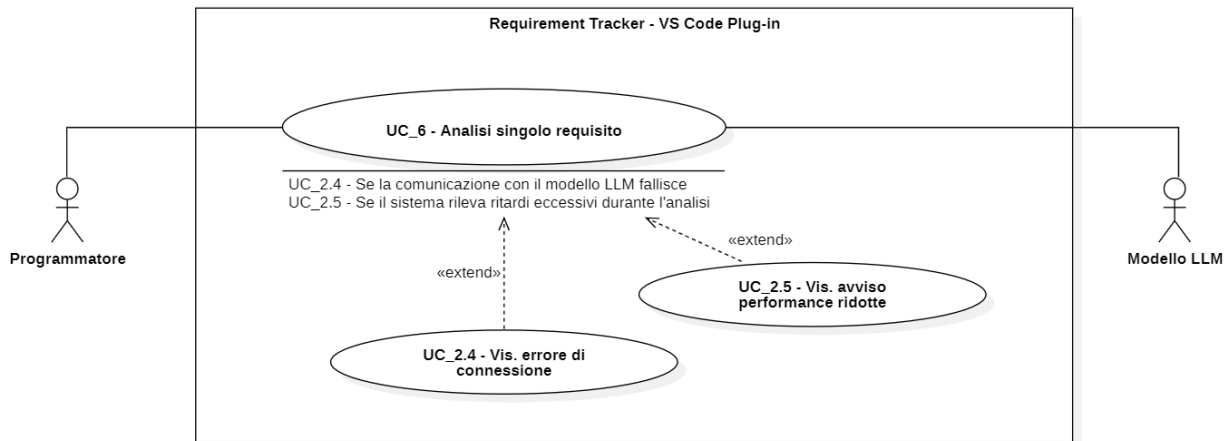 Requirement Tracker - VS Code Plug-in
UC_6 - Analisi singolo requisito
UC_2.4 - Se la comunicazione con il modello LLM fallisce
UC_2.5 - Se il sistema rileva ritardi eccessivi durante l'analisi
Programmatore
Modello LLM
«extend»
«extend»
UC_2.5 - Vis. avviso
performance ridotte
UC_2.4 - Vis. errore di
connessione